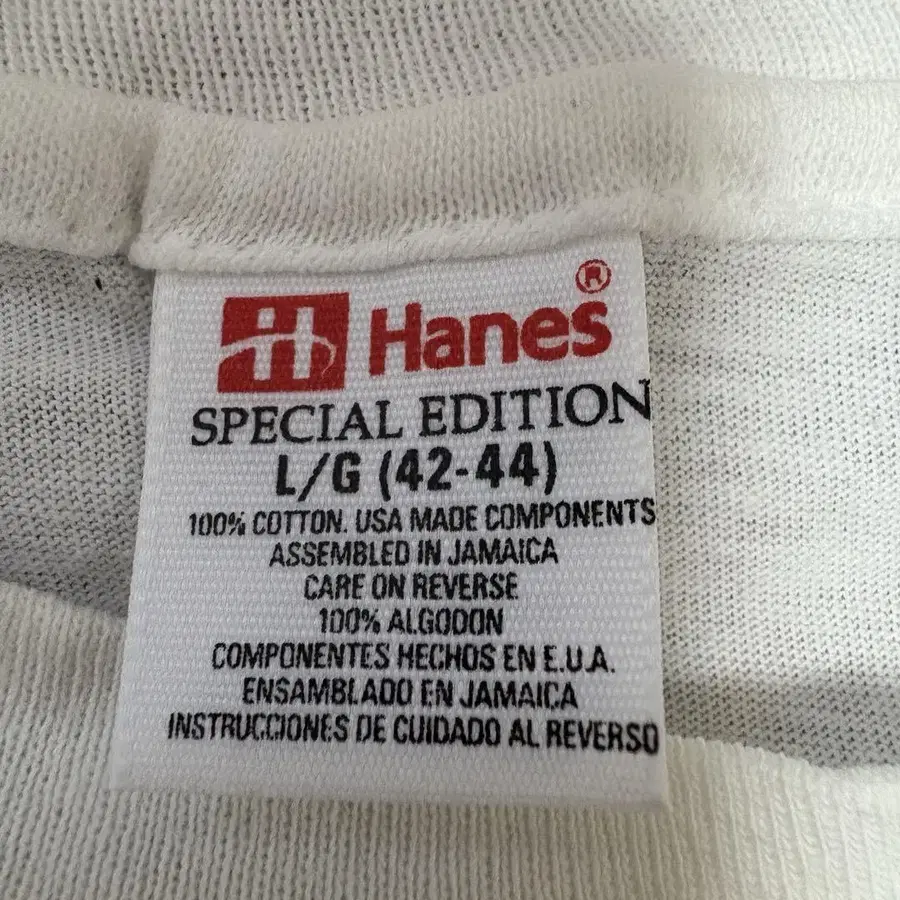 H Hanes®
SPECIAL EDITION
L/G (42-44)
100% COTTON. USA MADE COMPONENTS
ASSEMBLED IN JAMAICA
CARE ON REVERSE
100% ALGODON
COMPONENTES HECHOS EN E.U.A.
ENSAMBLADO EN JAMAICA
INSTRUCCIONES DE CUIDADO AL REVERSO